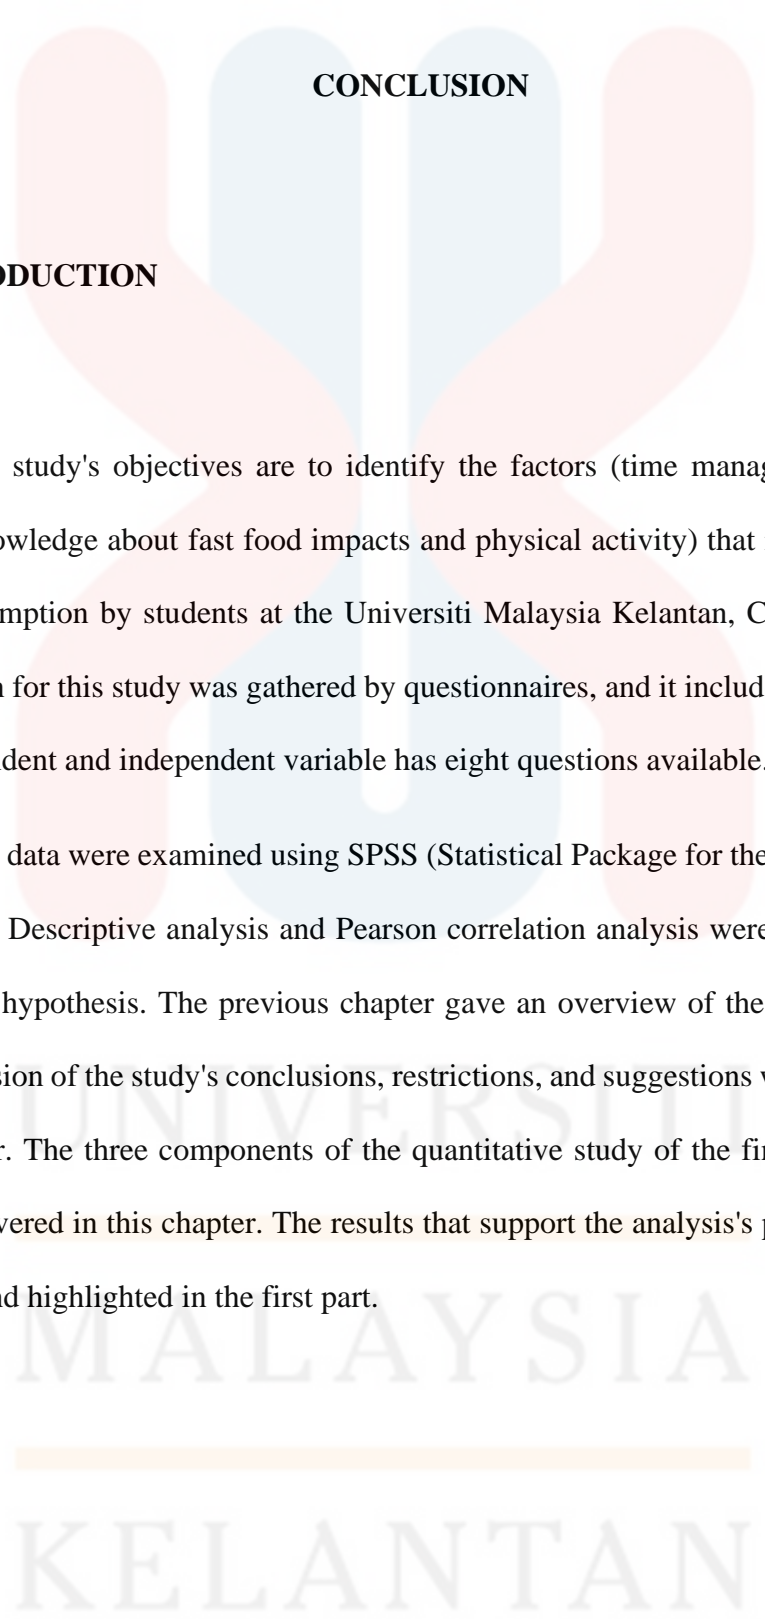 CONCLUSION
ODUCTION
study's objectives are to identify the factors (time manag
owledge about fast food impacts and physical activity) that
mption by students at the Universiti Malaysia Kelantan, C
n for this study was gathered by questionnaires, and it includ
ndent and independent variable has eight questions available.
data were examined using SPSS (Statistical Package for the
Descriptive analysis and Pearson correlation analysis were
hypothesis. The previous chapter gave an overview of the
sion of the study's conclusions, restrictions, and suggestions w
UNIVERSITI
r. The three components of the quantitative study of the fin
vered in this chapter. The results that support the analysis's p
nd highlighted in the first part.
MALAYSIA
KELANTAN